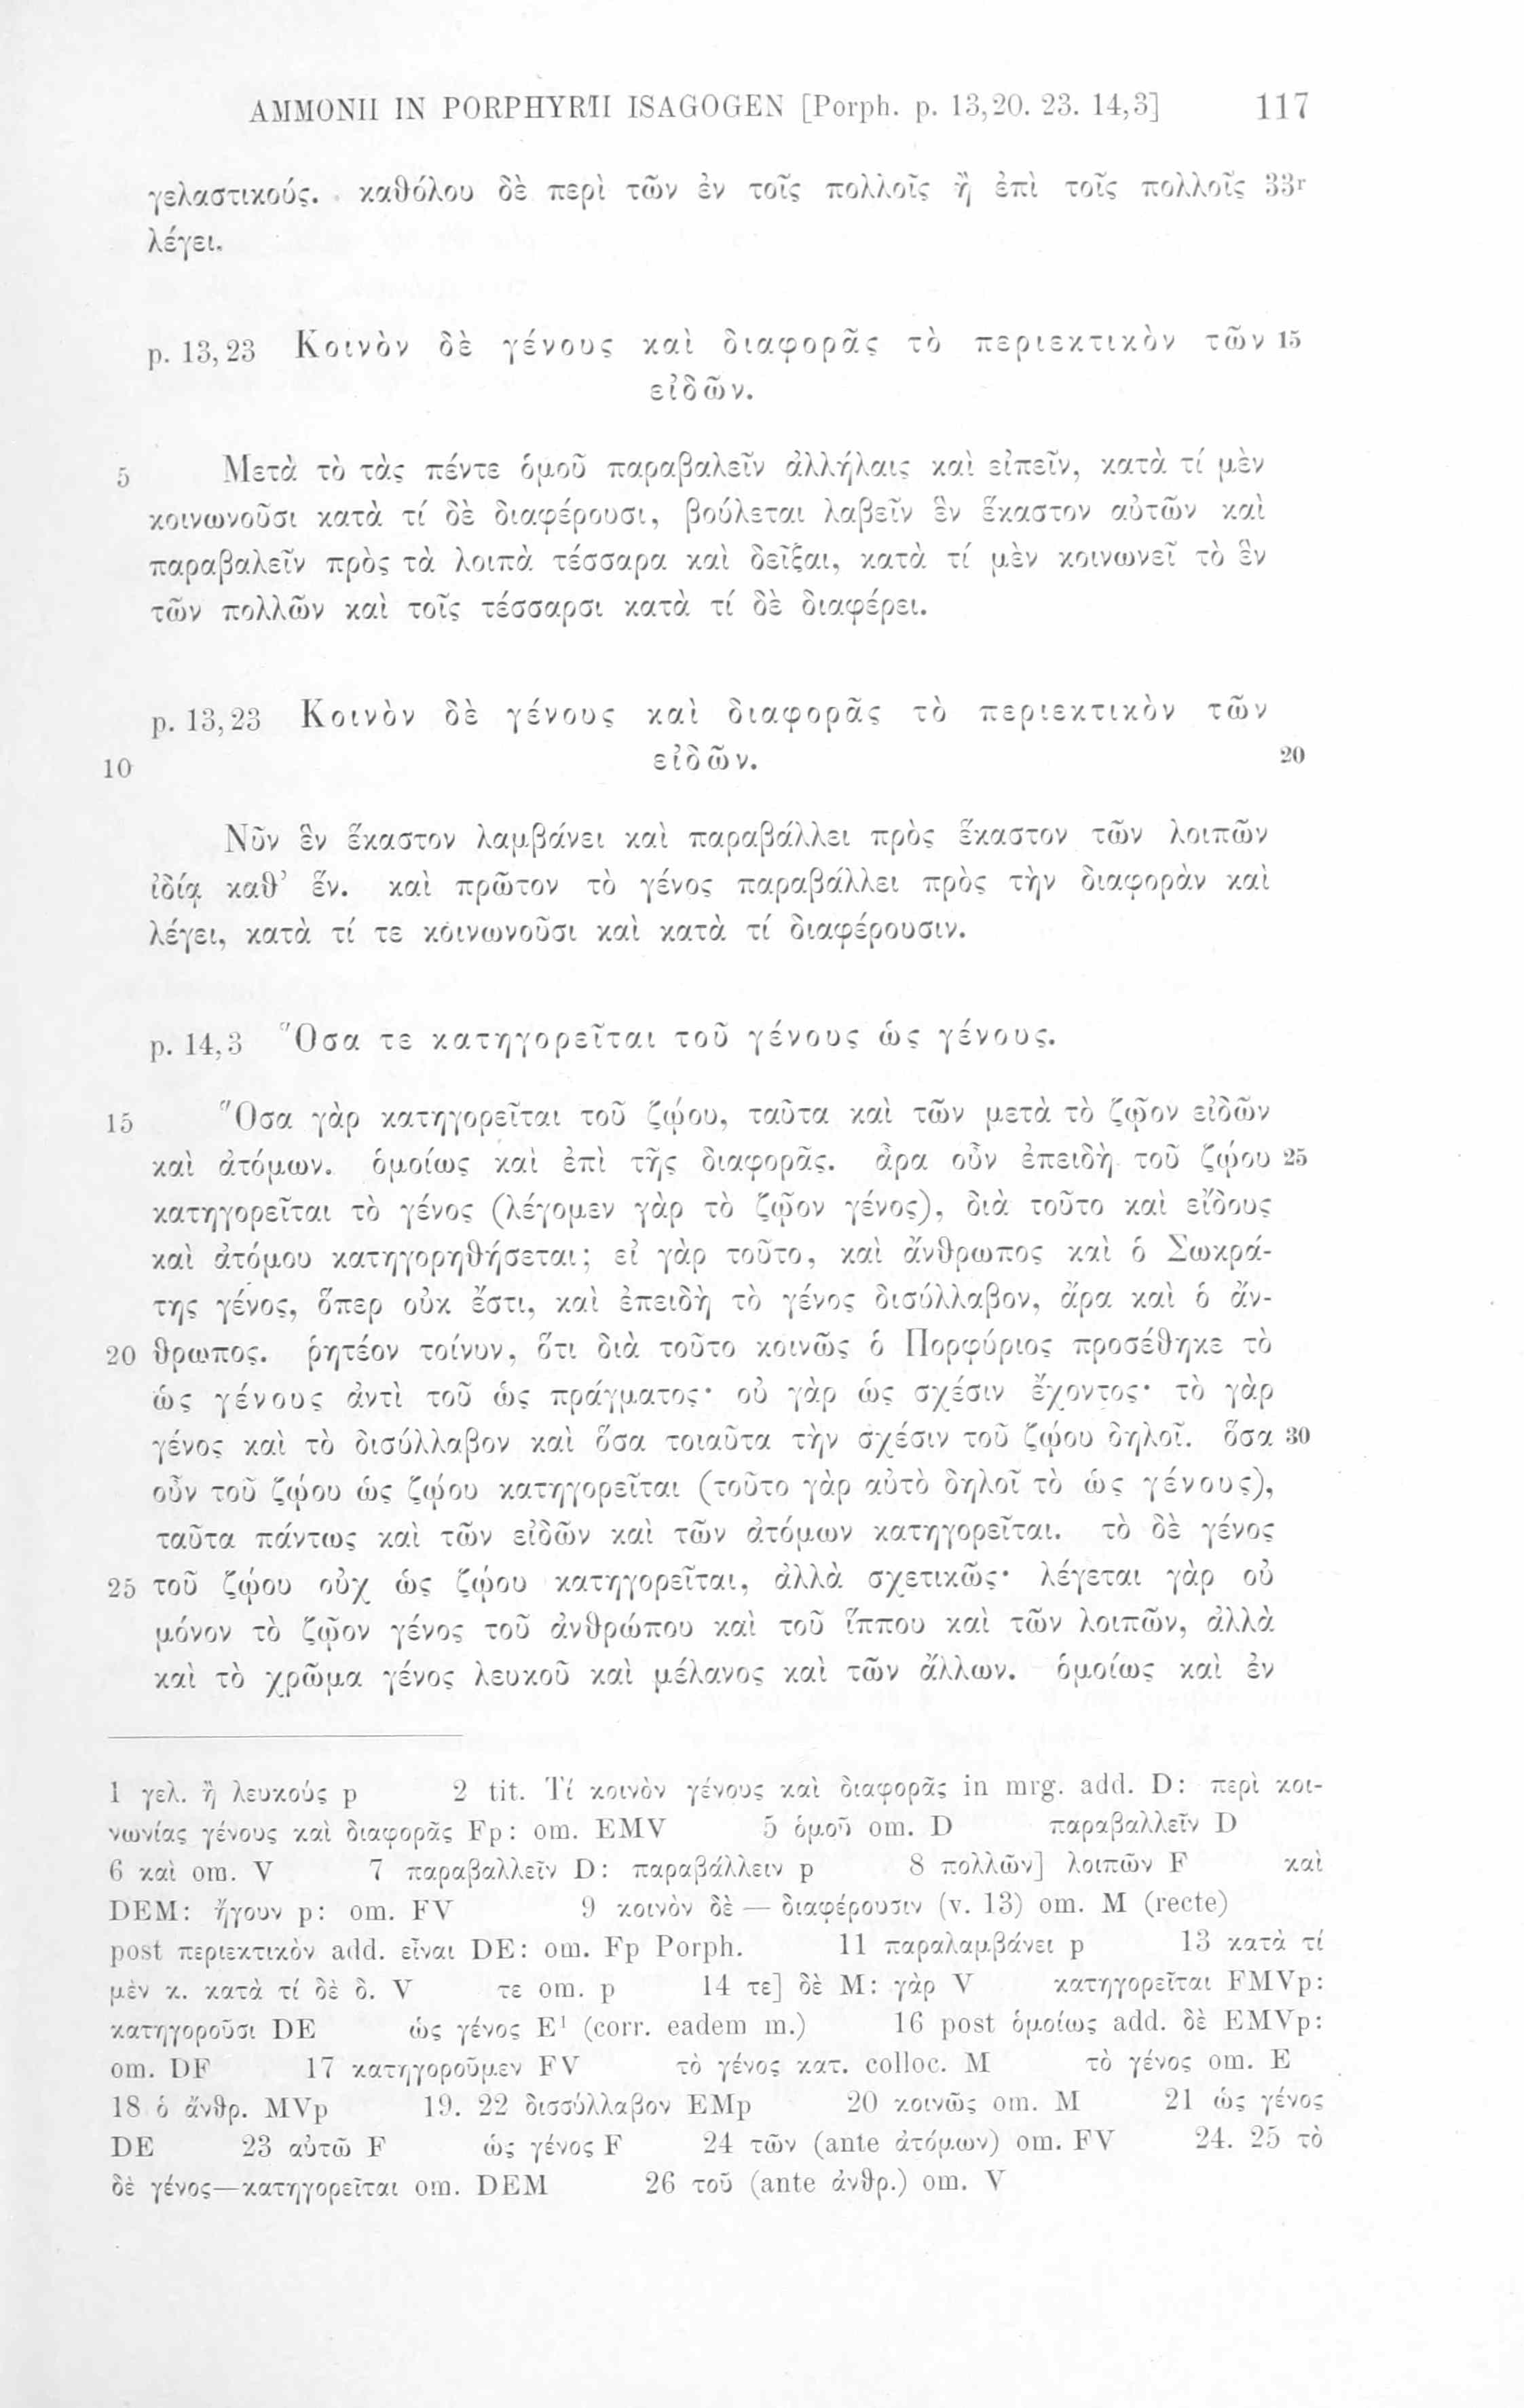 AMMONII IN PORPHYRII ISAGOGEN [Porph. p. 13,20. 23. 14,3] 117
γελαστικούς. καθόλου δὲ περὶ τῶν ἐν τοῖς πολλοῖς ἢ ἐπὶ τοῖς πολλοῖς 33r
λέγει.
p. 13,23 Κοινὸν δὲ γένους καὶ διαφορᾶς τὸ περιεκτικὸν τῶν 15
εἰδῶν.
5 Μετὰ τὸ τὰς πέντε ὁμοῦ παραβαλεῖν ἀλλήλαις καὶ εἰπεῖν, κατὰ τί μὲν
κοινωνοῦσι κατὰ τί δὲ διαφέρουσι, βούλεται λαβεῖν ἓν ἕκαστον αὐτῶν καὶ
παραβαλεῖν πρὸς τὰ λοιπὰ τέσσαρα καὶ δεῖξαι, κατὰ τί μὲν κοινωνεῖ τὸ ἓν
τῶν πολλῶν καὶ τοῖς τέσσαρσι κατὰ τί δὲ διαφέρει.
p. 13,23 Κοινὸν δὲ γένους καὶ διαφορᾶς τὸ περιεκτικὸν τῶν
10 εἰδῶν. 20
Νῦν ἓν ἕκαστον λαμβάνει καὶ παραβάλλει πρὸς ἕκαστον τῶν λοιπῶν
ἰδίᾳ καθ’ ἕν. καὶ πρῶτον τὸ γένος παραβάλλει πρὸς τὴν διαφορὰν καὶ
λέγει, κατὰ τί τε κοινωνοῦσι καὶ κατὰ τί διαφέρουσιν.
p. 14,3 Ὅσα τε κατηγορεῖται τοῦ γένους ὡς γένους.
15 Ὅσα γὰρ κατηγορεῖται τοῦ ζῴου, ταῦτα καὶ τῶν μετὰ τὸ ζῷον εἰδῶν
καὶ ἀτόμων. ὁμοίως καὶ ἐπὶ τῆς διαφορᾶς. ἆρα οὖν ἐπειδὴ τοῦ ζῴου 25
κατηγορεῖται τὸ γένος (λέγομεν γὰρ τὸ ζῷον γένος), διὰ τοῦτο καὶ εἴδους
καὶ ἀτόμου κατηγορηθήσεται; εἰ γὰρ τοῦτο, καὶ ἄνθρωπος καὶ ὁ Σωκρά-
της γένος, ὅπερ οὐκ ἔστι, καὶ ἐπειδὴ τὸ γένος δισύλλαβον, ἄρα καὶ ὁ ἄν-
20 θρωπος. ῥητέον τοίνυν, ὅτι διὰ τοῦτο κοινῶς ὁ Πορφύριος προσέθηκε τὸ
ὡς γένους ἀντὶ τοῦ ὡς πράγματος· οὐ γὰρ ὡς σχέσιν ἔχοντος· τὸ γὰρ
γένος καὶ τὸ δισύλλαβον καὶ ὅσα τοιαῦτα τὴν σχέσιν τοῦ ζῴου δηλοῖ. ὅσα 30
οὖν τοῦ ζῴου ὡς ζῴου κατηγορεῖται (τοῦτο γὰρ αὐτὸ δηλοῖ τὸ ὡς γένους),
ταῦτα πάντως καὶ τῶν εἰδῶν καὶ τῶν ἀτόμων κατηγορεῖται. τὸ δὲ γένος
25 τοῦ ζῴου οὐχ ὡς ζῴου κατηγορεῖται, ἀλλὰ σχετικῶς· λέγεται γὰρ οὐ
μόνον τὸ ζῷον γένος τοῦ ἀνθρώπου καὶ τοῦ ἵππου καὶ τῶν λοιπῶν, ἀλλὰ
καὶ τὸ χρῶμα γένος λευκοῦ καὶ μέλανος καὶ τῶν ἄλλων. ὁμοίως καὶ ἐν
1 γελ. ἢ λευκούς p 2 tit. Τί κοινὸν γένους καὶ διαφορᾶς in mrg. add. D: περὶ κοι-
νωνίας γένους καὶ διαφορᾶς Fp: om. EMV 5 ὁμοῦ om. D παραβαλλεῖν D
6 καὶ om. V 7 παραβαλλεῖν D: παραβάλλειν p 8 πολλῶν] λοιπῶν F καὶ
DEM: ἤγουν p: om. FV 9 κοινὸν δὲ — διαφέρουσιν (v. 13) om. M (recte)
post περιεκτικὸν add. εἶναι DE: om. Fp Porph. 11 παραλαμβάνει p 13 κατὰ τί
μὲν κ. κατὰ τί δὲ δ. V τε om. p 14 τε] δὲ M: γὰρ V κατηγορεῖται FMVp:
κατηγοροῦσι DE ὡς γένος E¹ (corr. eadem m.) 16 post ὁμοίως add. δὲ EMVp:
om. DF 17 κατηγοροῦμεν FV τὸ γένος κατ. colloc. M τὸ γένος om. E
18 ὁ ἄνθρ. MVp 19. 22 δισσύλλαβον EMp 20 κοινῶς om. M 21 ὡς γένος
DE 23 αὐτῶ F ὡς γένος F 24 τῶν (ante ἀτόμων) om. FV 24. 25 τὸ
δὲ γένος—κατηγορεῖται om. DEM 26 τοῦ (ante ἀνθρ.) om. V